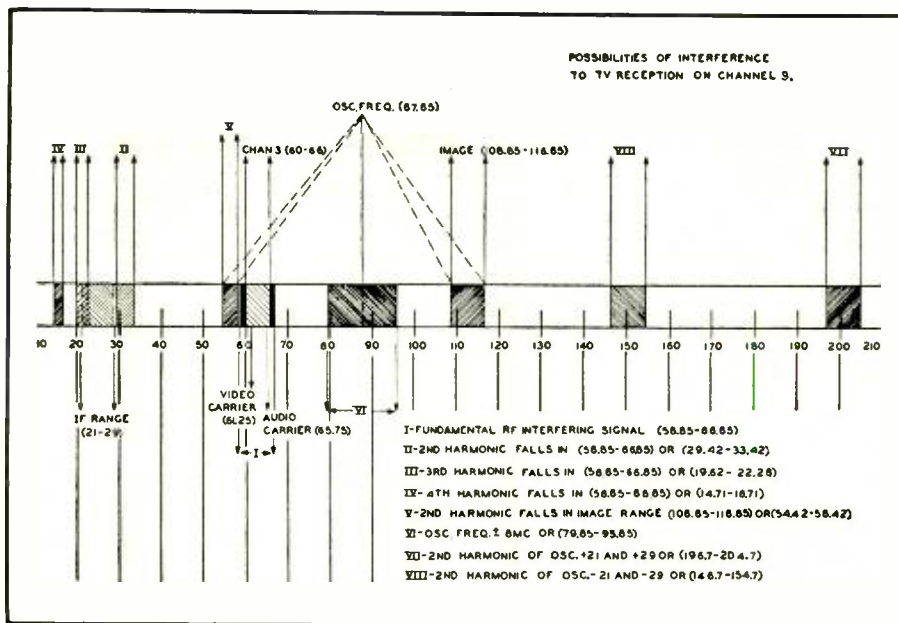 POSSIBILITIES OF INTERFERENCE
TO TV RECEPTION ON CHANNEL 3.
OSC. FREQ. (87.85)
V
IV III II
CHAN 3 (60-66)
IMAGE (108.85-116.85)
VIII
VII
10 20 30 40 50 60 70 80 90 100 110 120 130 140 150 160 170 180 190 200 210
IF RANGE
(21-29)
VIDEO
CARRIER
(61.25)
AUDIO
CARRIER (65.75)
I
VI
I-FUNDAMENTAL RF INTERFERING SIGNAL (58.85-66.85)
II-2ND HARMONIC FALLS IN (58.85-66.85) OR (29.42-33.42)
III-3RD HARMONIC FALLS IN (58.85-66.85) OR (19.62-22.28)
IV-4TH HARMONIC FALLS IN (58.85-66.85) OR (14.71-16.71)
V-2ND HARMONIC FALLS IN IMAGE RANGE (108.85-116.85) OR (54.42-58.42)
VI-OSC. FREQ. ± 8MC OR (79.85-95.85)
VII-2ND HARMONIC OF OSC. +21 AND +29 OR (196.7-204.7)
VIII-2ND HARMONIC OF OSC.-21 AND -29 OR (146.7-154.7)